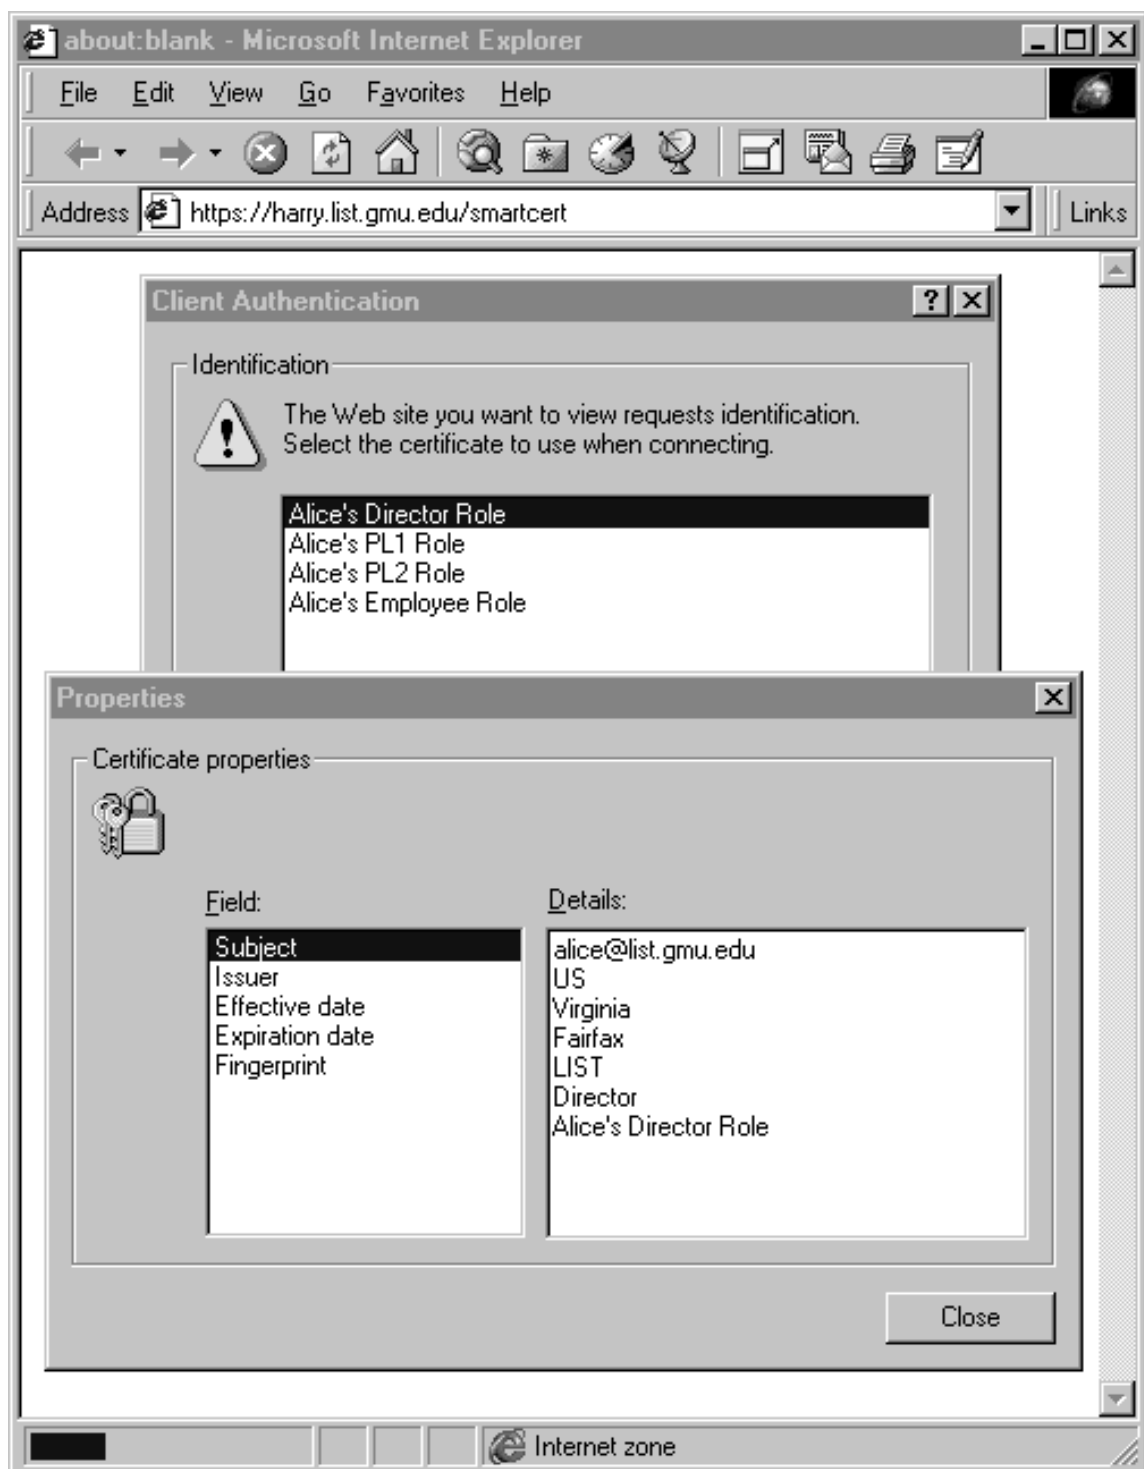 about:blank - Microsoft Internet Explorer
File Edit View Go Favorites Help
Address https://harry.list.gmu.edu/smartcert Links
Client Authentication
Identification
The Web site you want to view requests identification.
Select the certificate to use when connecting.
Alice's Director Role
Alice's PL1 Role
Alice's PL2 Role
Alice's Employee Role
Properties
Certificate properties
Field:
Subject
Issuer
Effective date
Expiration date
Fingerprint
Details:
alice@list.gmu.edu
US
Virginia
Fairfax
LIST
Director
Alice's Director Role
Close
Internet zone